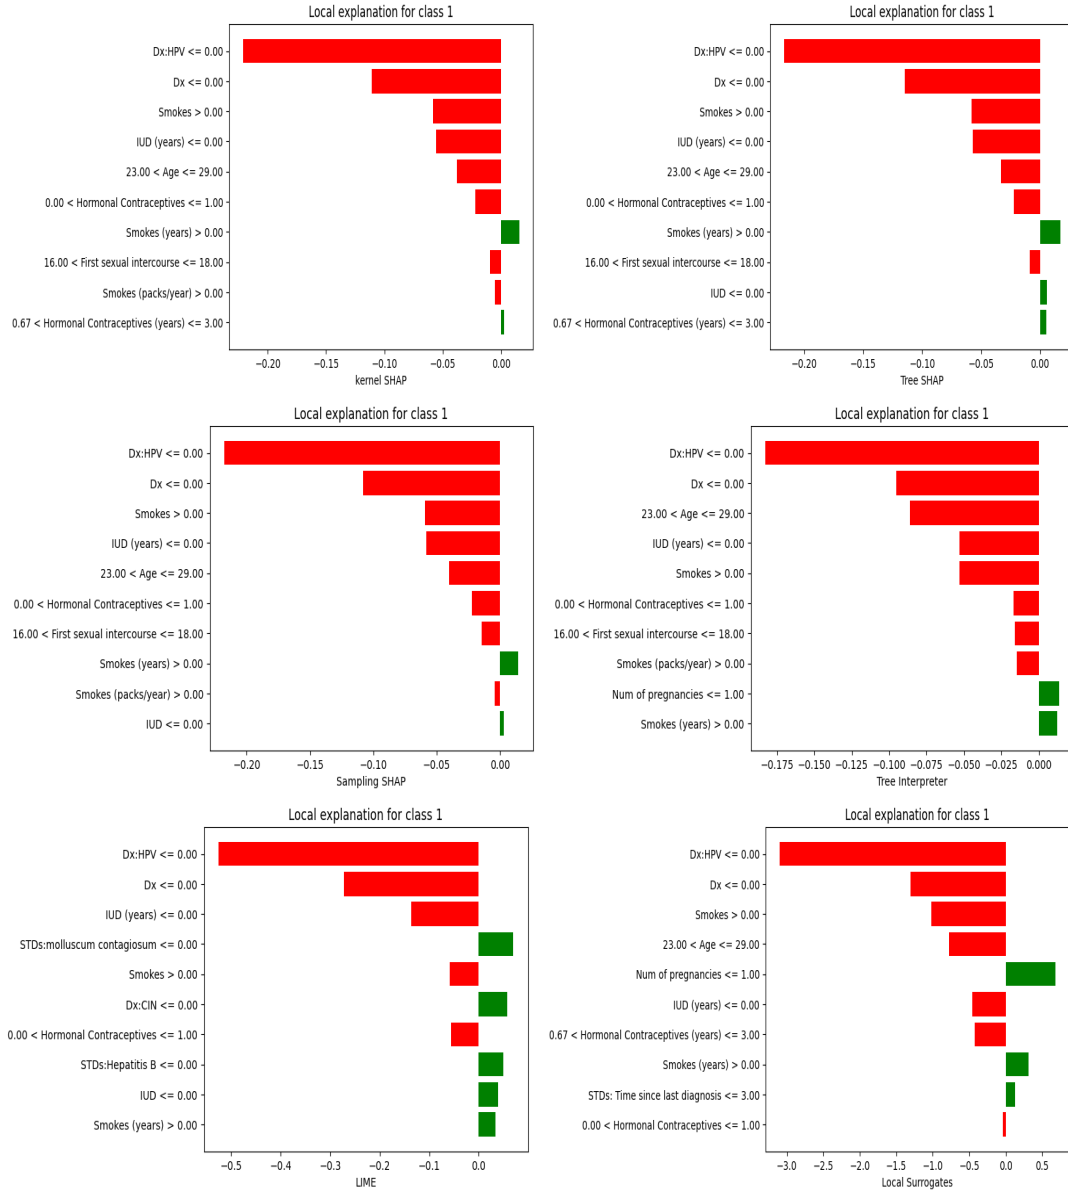 Local explanation for class 1
Dx:HPV <= 0.00
Dx <= 0.00
Smokes > 0.00
IUD (years) <= 0.00
23.00 < Age <= 29.00
0.00 < Hormonal Contraceptives <= 1.00
Smokes (years) > 0.00
16.00 < First sexual intercourse <= 18.00
Smokes (packs/year) > 0.00
0.67 < Hormonal Contraceptives (years) <= 3.00
−0.20 −0.15 −0.10 −0.05 0.00
kernel SHAP
Local explanation for class 1
Dx:HPV <= 0.00
Dx <= 0.00
Smokes > 0.00
IUD (years) <= 0.00
23.00 < Age <= 29.00
0.00 < Hormonal Contraceptives <= 1.00
Smokes (years) > 0.00
16.00 < First sexual intercourse <= 18.00
IUD <= 0.00
0.67 < Hormonal Contraceptives (years) <= 3.00
−0.20 −0.15 −0.10 −0.05 0.00
Tree SHAP
Local explanation for class 1
Dx:HPV <= 0.00
Dx <= 0.00
Smokes > 0.00
IUD (years) <= 0.00
23.00 < Age <= 29.00
0.00 < Hormonal Contraceptives <= 1.00
16.00 < First sexual intercourse <= 18.00
Smokes (years) > 0.00
Smokes (packs/year) > 0.00
IUD <= 0.00
−0.20 −0.15 −0.10 −0.05 0.00
Sampling SHAP
Local explanation for class 1
Dx:HPV <= 0.00
Dx <= 0.00
23.00 < Age <= 29.00
IUD (years) <= 0.00
Smokes > 0.00
0.00 < Hormonal Contraceptives <= 1.00
16.00 < First sexual intercourse <= 18.00
Smokes (packs/year) > 0.00
Num of pregnancies <= 1.00
Smokes (years) > 0.00
−0.175 −0.150 −0.125 −0.100 −0.075 −0.050 −0.025 0.000
Tree Interpreter
Local explanation for class 1
Dx:HPV <= 0.00
Dx <= 0.00
IUD (years) <= 0.00
STDs:molluscum contagiosum <= 0.00
Smokes > 0.00
Dx:CIN <= 0.00
0.00 < Hormonal Contraceptives <= 1.00
STDs:Hepatitis B <= 0.00
IUD <= 0.00
Smokes (years) > 0.00
−0.5 −0.4 −0.3 −0.2 −0.1 0.0
LIME
Local explanation for class 1
Dx:HPV <= 0.00
Dx <= 0.00
Smokes > 0.00
23.00 < Age <= 29.00
Num of pregnancies <= 1.00
IUD (years) <= 0.00
0.67 < Hormonal Contraceptives (years) <= 3.00
Smokes (years) > 0.00
STDs: Time since last diagnosis <= 3.00
0.00 < Hormonal Contraceptives <= 1.00
−3.0 −2.5 −2.0 −1.5 −1.0 −0.5 0.0 0.5
Local Surrogates